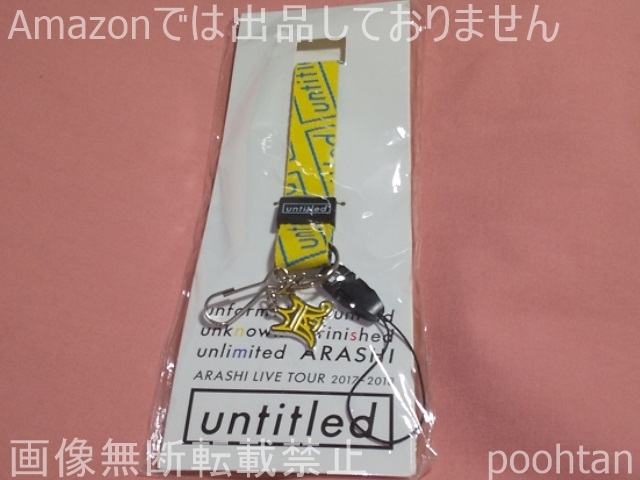 Amazonでは出品しておりません
untitl
untitled
unlimited ARASHI
ARASHI LIVE TOUR 2017-2018
untitled
画像無断転載禁止
poohtan